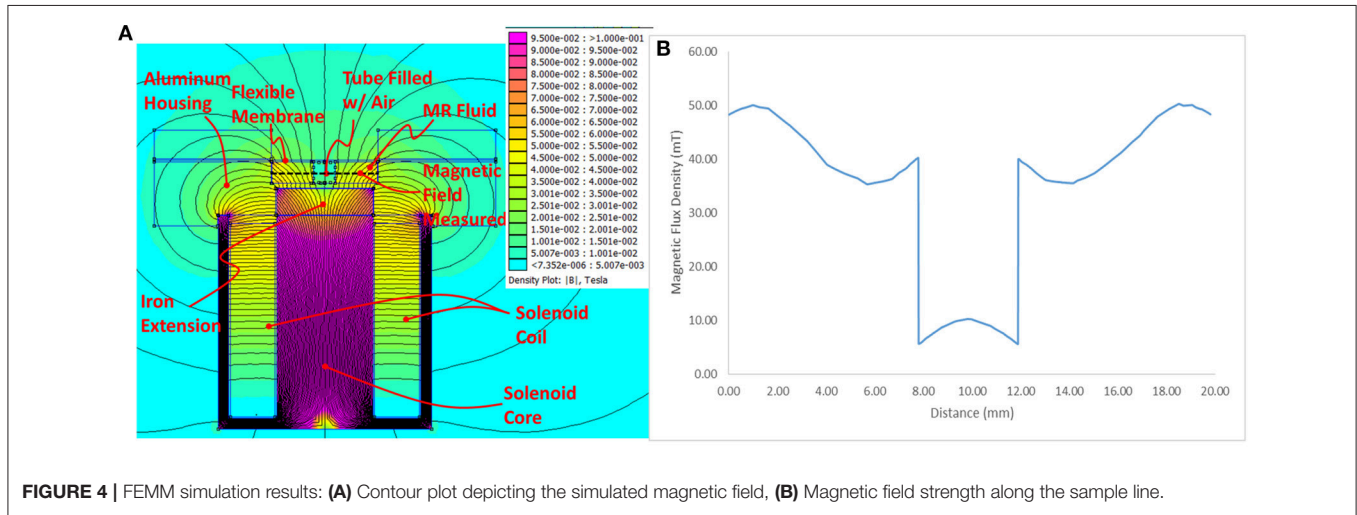 A
Aluminum
Housing
Flexible
Membrane
Tube Filled
w/ Air
MR Fluid
Magnetic
Field
Measured
Iron
Extension
Solenoid
Coil
Solenoid
Core
9.500e-002 : >1.000e-001
9.000e-002 : 9.500e-002
8.500e-002 : 9.000e-002
8.000e-002 : 8.500e-002
7.500e-002 : 8.000e-002
7.000e-002 : 7.500e-002
6.500e-002 : 7.000e-002
6.000e-002 : 6.500e-002
5.500e-002 : 6.000e-002
5.000e-002 : 5.500e-002
4.500e-002 : 5.000e-002
4.000e-002 : 4.500e-002
3.500e-002 : 4.000e-002
3.001e-002 : 3.500e-002
2.501e-002 : 3.001e-002
2.001e-002 : 2.501e-002
1.501e-002 : 2.001e-002
1.001e-002 : 1.501e-002
5.007e-003 : 1.001e-002
<7.352e-006 : 5.007e-003
Density Plot: |B|, Tesla
B
Magnetic Flux Density (mT)
60.00
50.00
40.00
30.00
20.00
10.00
0.00
0.00 2.00 4.00 6.00 8.00 10.00 12.00 14.00 16.00 18.00 20.00
Distance (mm)
FIGURE 4 | FEMM simulation results: (A) Contour plot depicting the simulated magnetic field, (B) Magnetic field strength along the sample line.